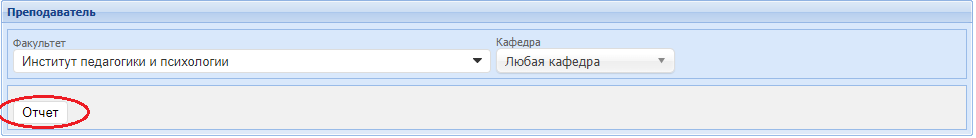 Преподаватель
Факультет
Кафедра
Институт педагогики и психологии
Любая кафедра
Отчет